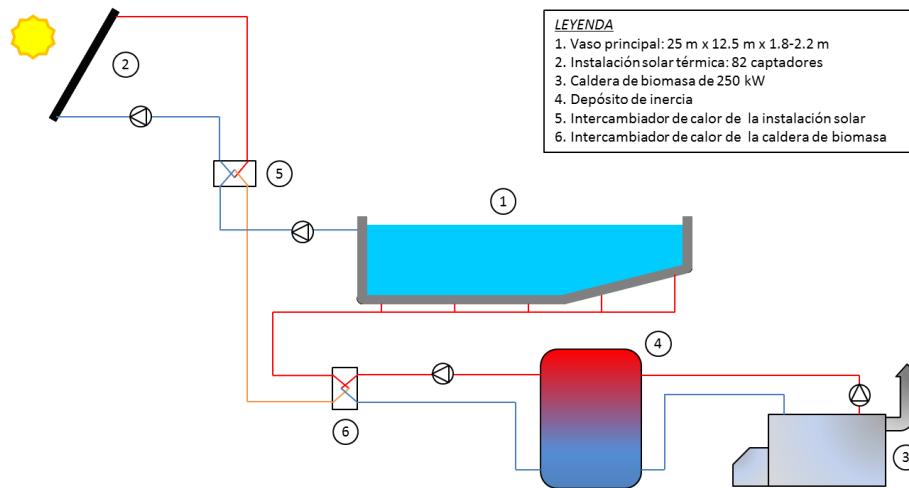 LEYENDA
1. Vaso principal: 25 m x 12.5 m x 1.8-2.2 m
2. Instalación solar térmica: 82 captadores
3. Caldera de biomasa de 250 kW
4. Depósito de inercia
5. Intercambiador de calor de la instalación solar
6. Intercambiador de calor de la caldera de biomasa
2
5
1
4
6
3